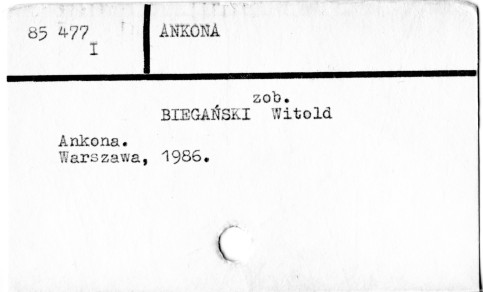 85 477 ANKONA
I
zob.
BIEGAŃSKI Witold
Ankona.
Warszawa, 1986.